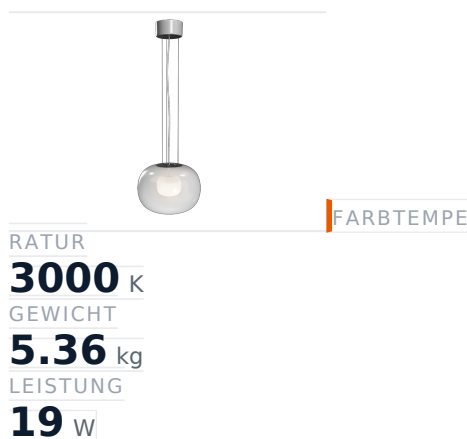 FARBTEMPE
RATUR
3000 K
GEWICHT
5.36 kg
LEISTUNG
19 W